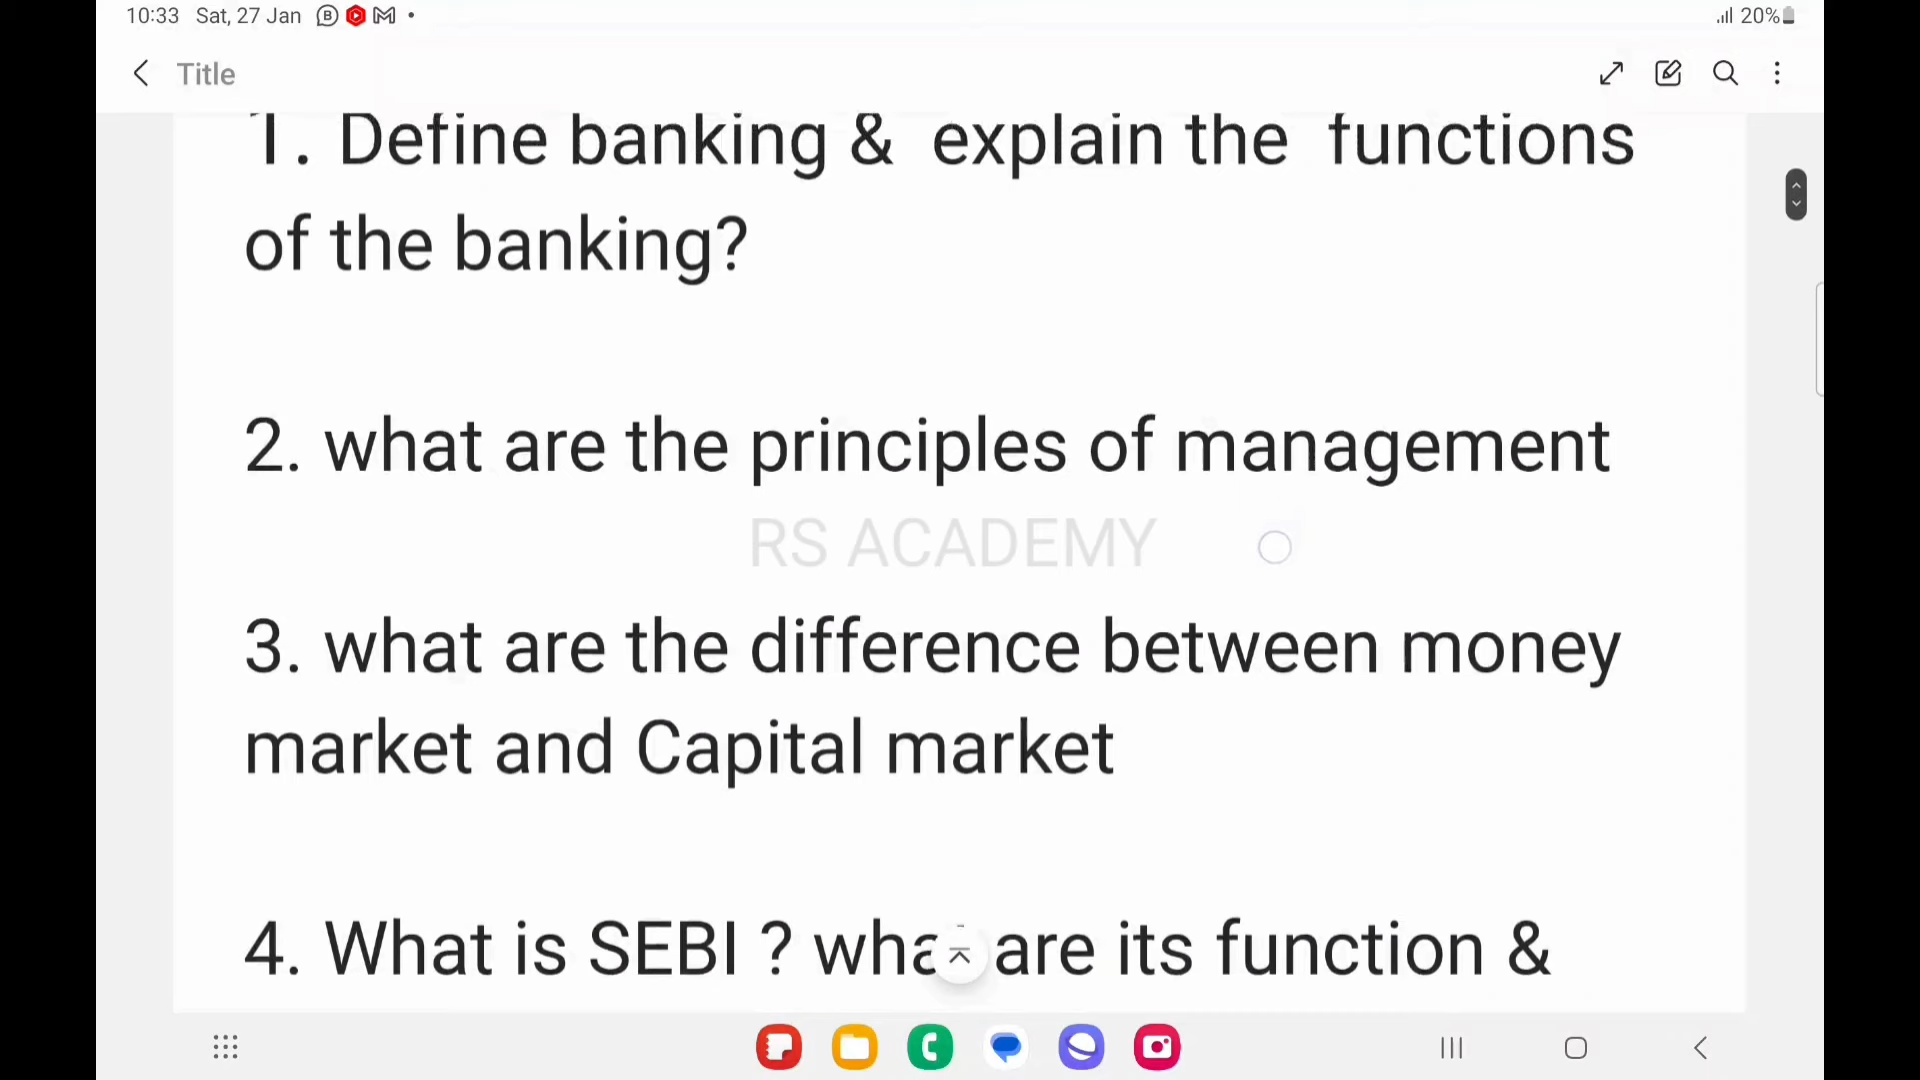 10:33 Sat, 27 Jan
20%
Title
1. Define banking & explain the functions
of the banking?
2. what are the principles of management
RS ACADEMY
3. what are the difference between money
market and Capital market
4. What is SEBI ? what are its function &